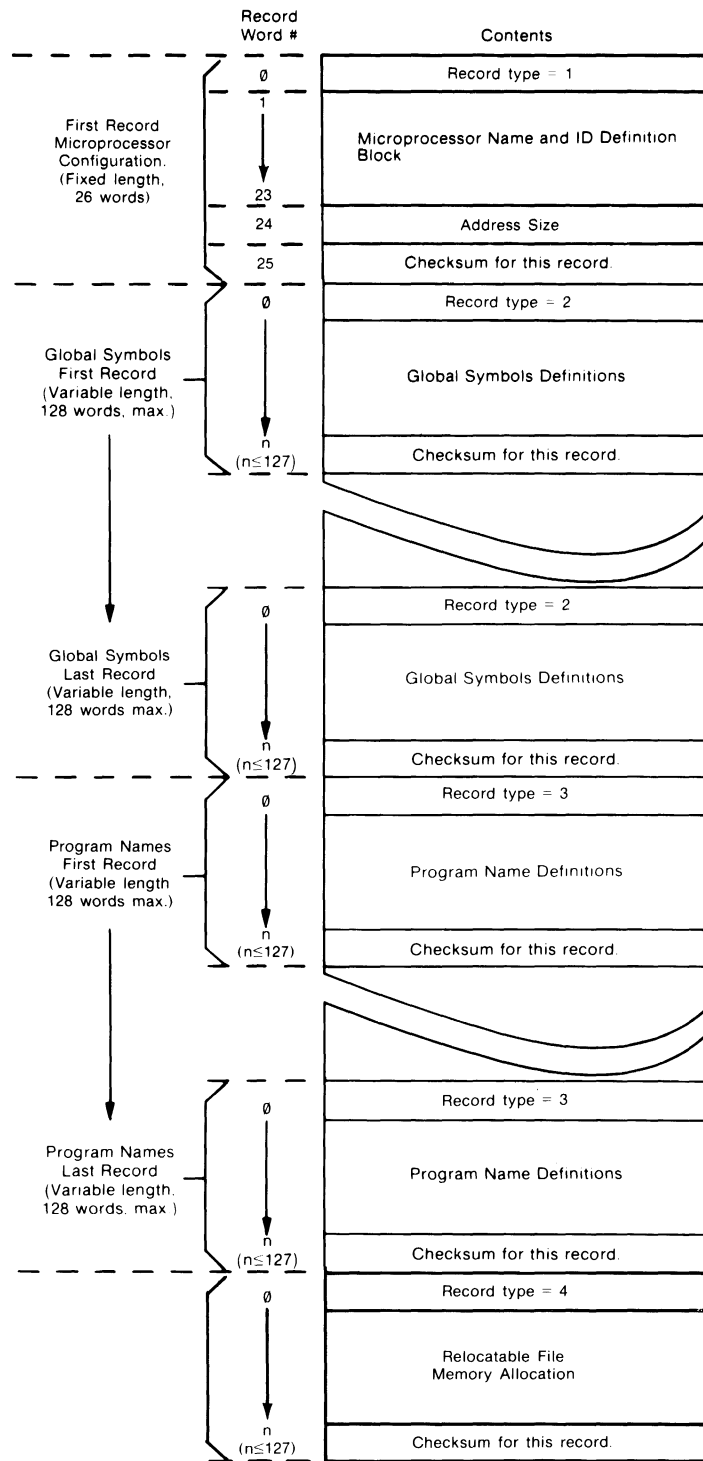 Record
Word #
Contents
Ø
Record type = 1
First Record
Microprocessor
Configuration.
(Fixed length,
26 words)
1
23
Microprocessor Name and ID Definition
Block
24
Address Size
25
Checksum for this record.
Global Symbols
First Record
(Variable length,
128 words, max.)
Ø
Record type = 2
Global Symbols Definitions
n
(n≤127)
Checksum for this record.
Global Symbols
Last Record
(Variable length,
128 words max.)
Ø
Record type = 2
Global Symbols Definitions
n
(n≤127)
Checksum for this record.
Program Names
First Record
(Variable length
128 words max.)
Ø
Record type = 3
Program Name Definitions
n
(n≤127)
Checksum for this record.
Program Names
Last Record
(Variable length.
128 words. max.)
Ø
Record type = 3
Program Name Definitions
n
(n≤127)
Checksum for this record.
Ø
Record type = 4
Relocatable File
Memory Allocation
n
(n≤127)
Checksum for this record.